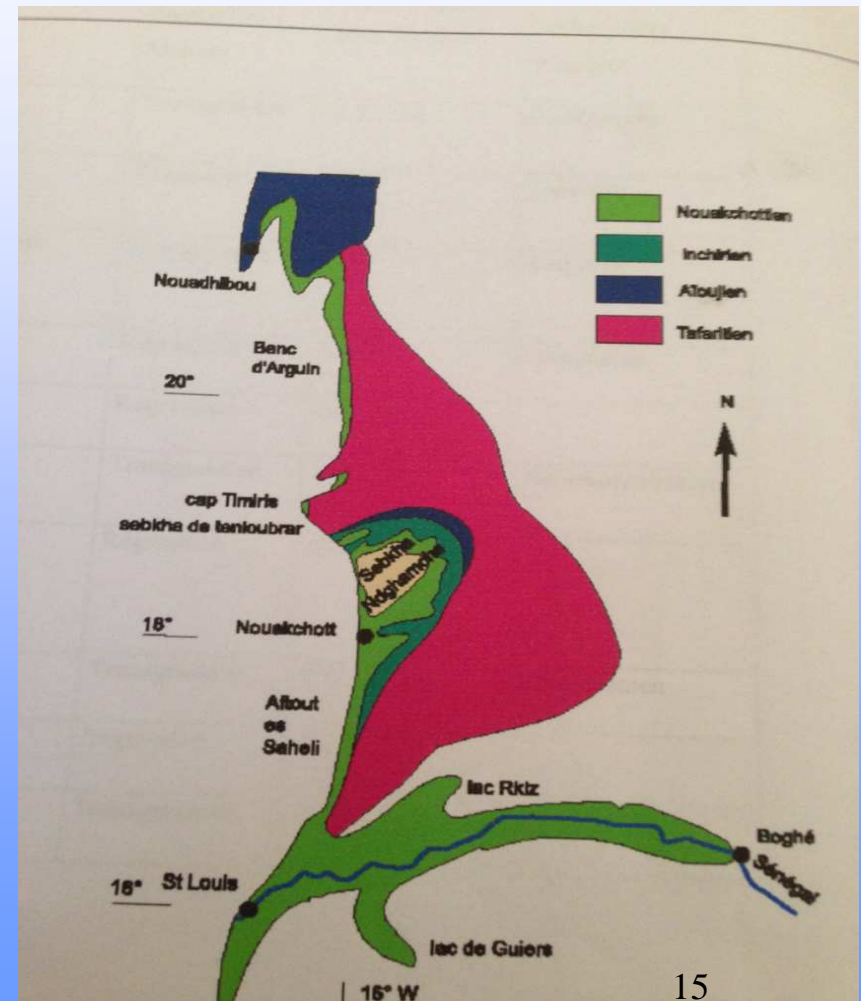 Nouakchottien
Inchirien
Aïoujien
Tafaritien
Nouadhibou
Banc
d'Arguin
20°
N
cap Timiris
sebkha de tenioubrar
Sebkha
Ndghamcha
18°
Nouakchott
Aftout
es
Saheli
lac Rkiz
Boghé
Sénégal
16°
St Louis
lac de Guiers
16° W
15